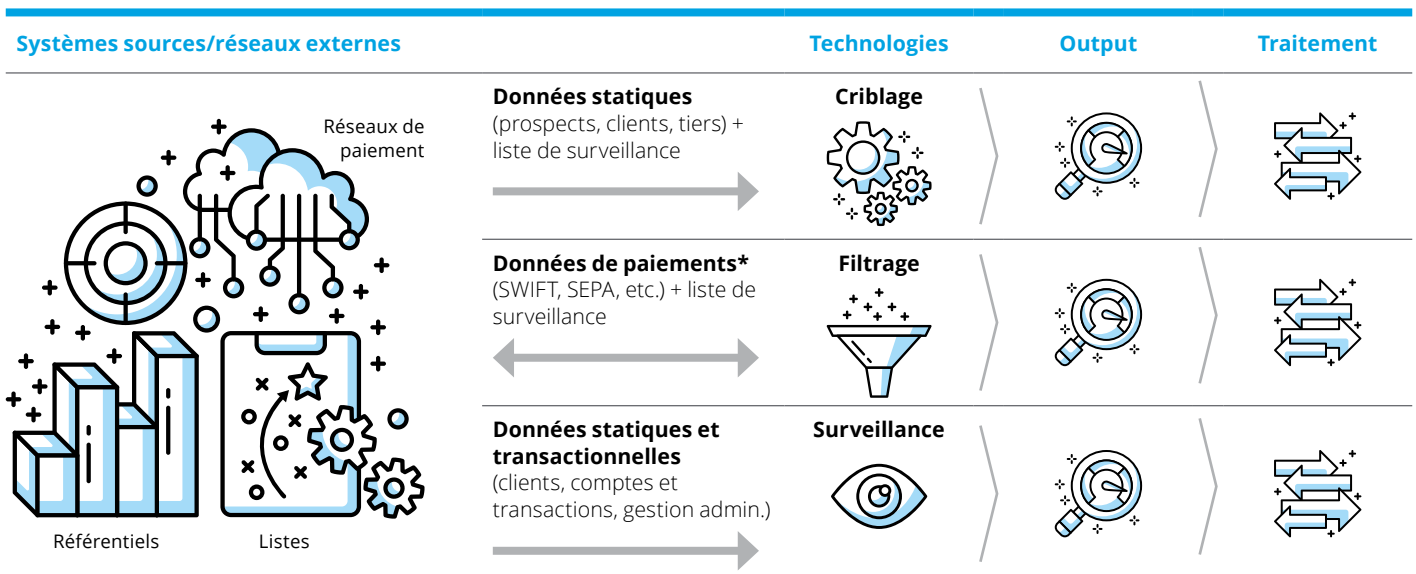 Systèmes sources/réseaux externes
Technologies
Output
Traitement
Réseaux de
paiement
Référentiels
Listes
Données statiques
(prospects, clients, tiers) +
liste de surveillance
Criblage
Données de paiements*
(SWIFT, SEPA, etc.) + liste de
surveillance
Filtrage
Données statiques et
transactionnelles
(clients, comptes et
transactions, gestion admin.)
Surveillance